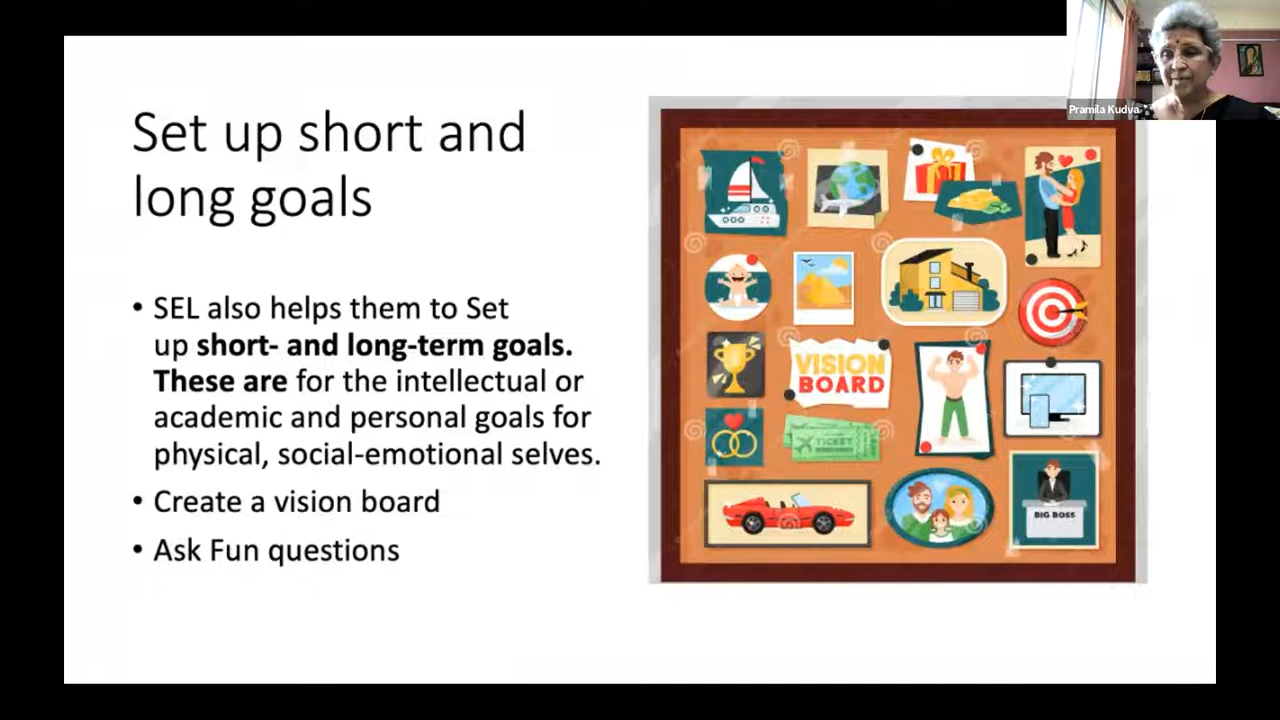 Set up short and
long goals
• SEL also helps them to Set
up short- and long-term goals.
These are for the intellectual or
academic and personal goals for
physical, social-emotional selves.
• Create a vision board
• Ask Fun questions
VISION
BOARD
TICKET
BIG BOSS
Pramila Kudva